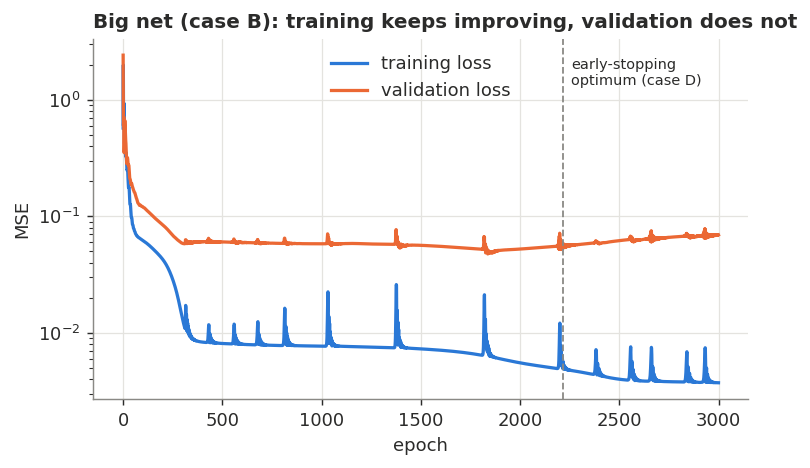 Big net (case B): training keeps improving, validation does not
training loss
validation loss
early-stopping
optimum (case D)
MSE
10⁰
10⁻¹
10⁻²
0
500
1000
1500
2000
2500
3000
epoch